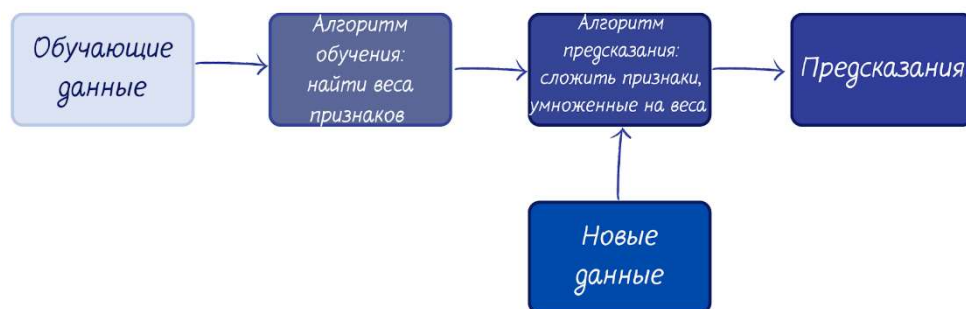 Обучающие
данные
Алгоритм
обучения:
найти веса
признаков
Алгоритм
предсказания:
сложить признаки,
умноженные на веса
Предсказания
Новые
данные